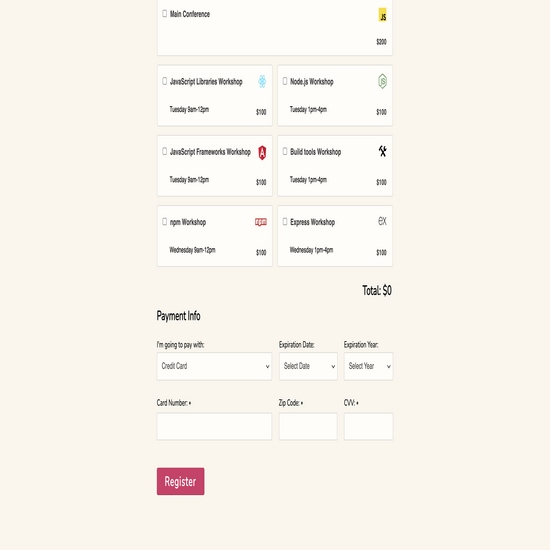 Main Conference
JS
$200
JavaScript Libraries Workshop
Tuesday 9am-12pm
$100
Node.js Workshop
JS
Tuesday 1pm-4pm
$100
JavaScript Frameworks Workshop
A
Tuesday 9am-12pm
$100
Build tools Workshop
Tuesday 1pm-4pm
$100
npm Workshop
npm
Wednesday 9am-12pm
$100
Express Workshop
ex
Wednesday 1pm-4pm
$100
Total: $0
Payment Info
I'm going to pay with:
Credit Card
Expiration Date:
Select Date
Expiration Year:
Select Year
Card Number: *
Zip Code: *
CVV: *
Register